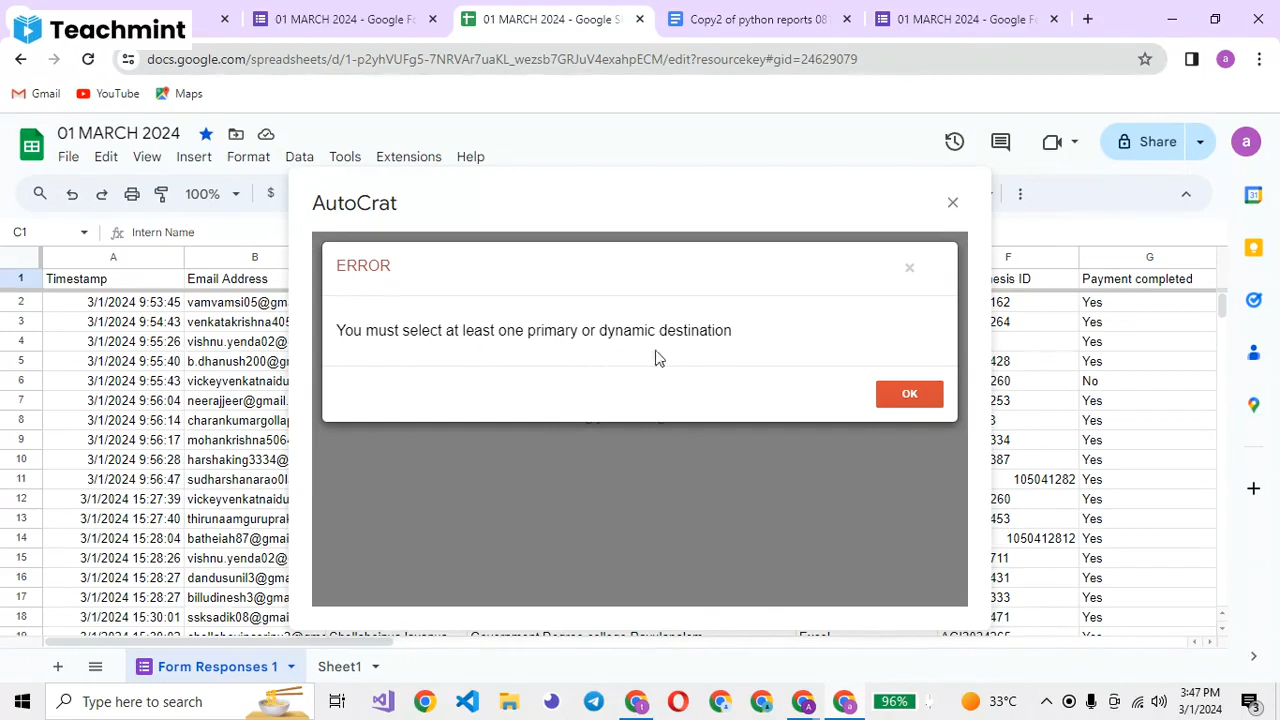 Teachmint
01 MARCH 2024 - Google F
01 MARCH 2024 - Google S
Copy2 of python reports 08
01 MARCH 2024 - Google Fo
docs.google.com/spreadsheets/d/1-p2yhVUFg5-7NRVAr7uaKL_wezsb7GRJuV4exahpECM/edit?resourcekey#gid=24629079
a
Gmail YouTube Maps
01 MARCH 2024
Share
a
File Edit View Insert Format Data Tools Extensions Help
100% $
C1 fx Intern Name
AutoCrat
ERROR
You must select at least one primary or dynamic destination
OK
A B F G
1 Timestamp Email Address esis ID Payment completed
2 3/1/2024 9:53:45 vamvamsi05@gm 162 Yes
3 3/1/2024 9:54:43 venkatakrishna405 264 Yes
4 3/1/2024 9:55:26 vishnu.yenda02@ Yes
5 3/1/2024 9:55:40 b.dhanush200@g 428 Yes
6 3/1/2024 9:55:43 vickeyvenkatnaidu 260 No
7 3/1/2024 9:56:04 neerajjeer@gmail. 253 Yes
8 3/1/2024 9:56:14 charankumargollap 3 Yes
9 3/1/2024 9:56:17 mohankrishna5064 334 Yes
10 3/1/2024 9:56:28 harshaking3334@ 387 Yes
11 3/1/2024 9:56:47 sudharshanarao0l 105041282 Yes
12 3/1/2024 15:27:39 vickeyvenkatnaidu 260 Yes
13 3/1/2024 15:27:40 thirunaamguruprak 453 Yes
14 3/1/2024 15:28:04 batheiah87@gmai 1050412812 Yes
15 3/1/2024 15:28:26 vishnu.yenda02@ 711 Yes
16 3/1/2024 15:28:27 dandusunil3@gm 431 Yes
17 3/1/2024 15:28:27 billudinesh3@gma 333 Yes
18 3/1/2024 15:30:01 ssksadik08@gmai 471 Yes
Form Responses 1 Sheet1
Type here to search
96%
33°C
3:47 PM
3/1/2024
3